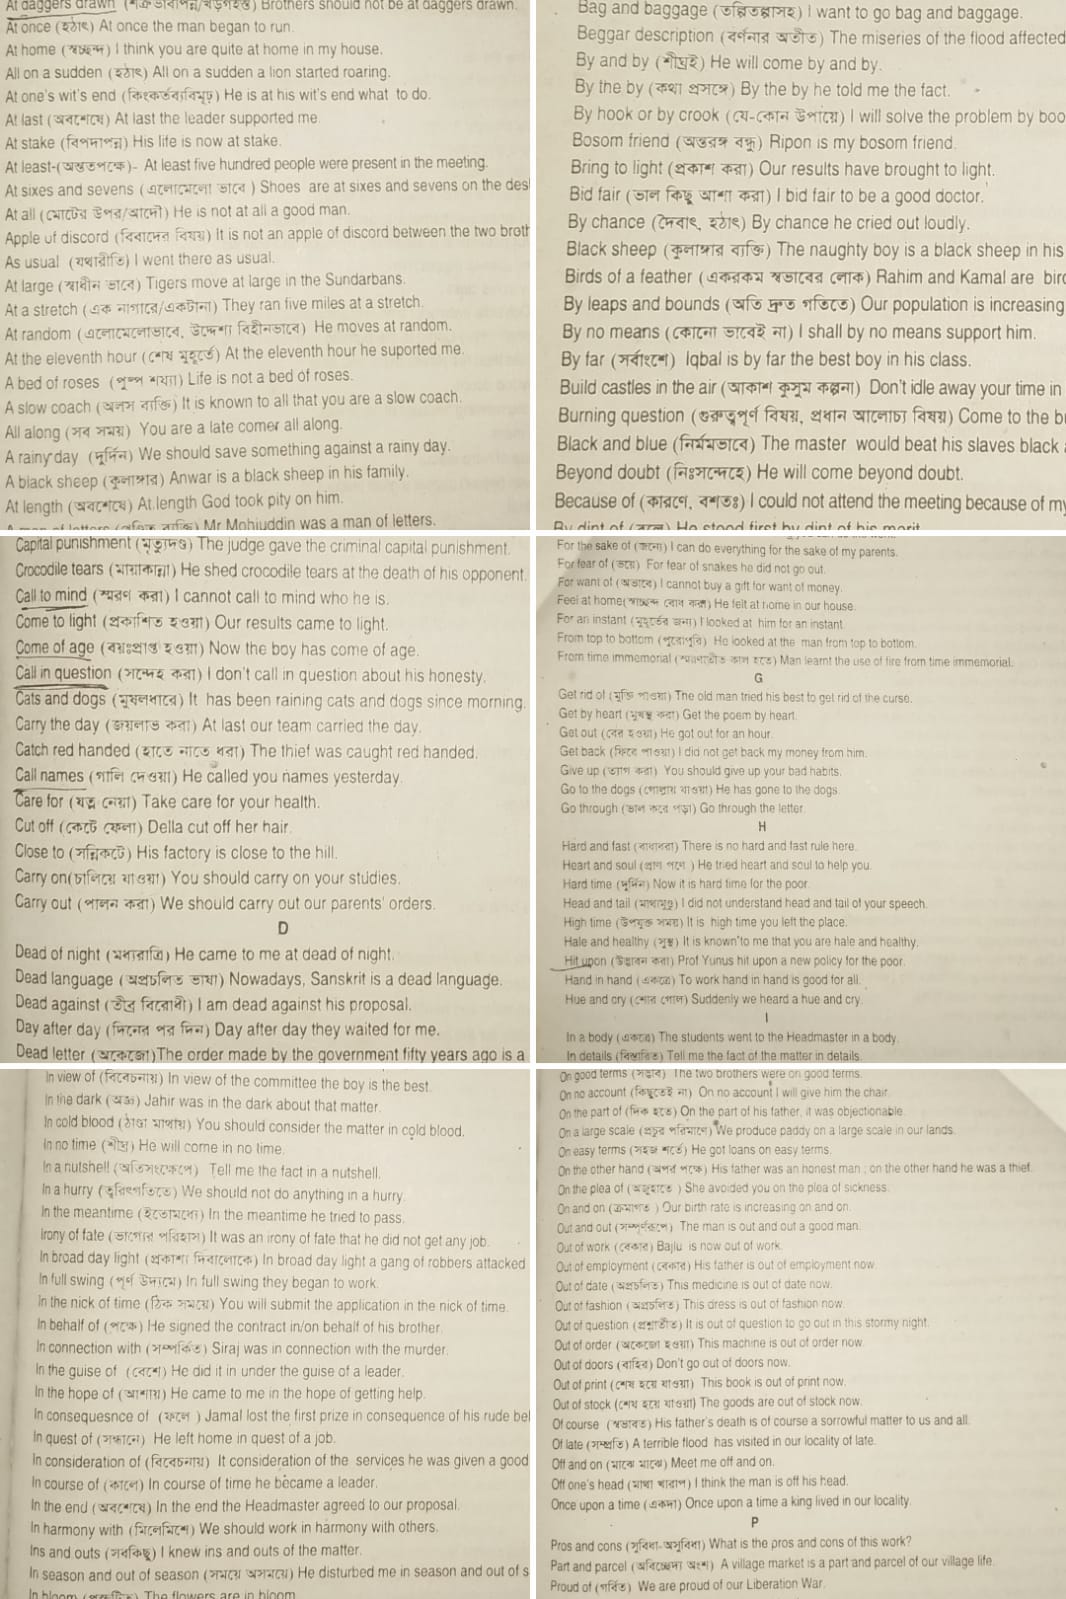 At daggers drawn (শত্রুভাবাপন্ন/খড়গহস্ত) Brothers should not be at daggers drawn.
At once (হঠাৎ) At once the man began to run.
At home (স্বচ্ছন্দ) I think you are quite at home in my house.
All on a sudden (হঠাৎ) All on a sudden a lion started roaring.
At one's wit's end (কিংকর্তব্যবিমূঢ়) He is at his wit's end what to do.
At last (অবশেষে) At last the leader supported me.
At stake (বিপদাপন্ন) His life is now at stake.
At least-(অন্ততপক্ষে)- At least five hundred people were present in the meeting.
At sixes and sevens (এলোমেলো ভাবে ) Shoes are at sixes and sevens on the des
At all (মোটের উপর/আদৌ) He is not at all a good man.
Apple of discord (বিবাদের বিষয়) It is not an apple of discord between the two broth
As usual (যথারীতি) I went there as usual.
At large (স্বাধীন ভাবে) Tigers move at large in the Sundarbans.
At a stretch (এক নাগারে/একটানা) They ran five miles at a stretch.
At random (এলোমেলোভাবে, উদ্দেশ্য বিহীনভাবে) He moves at random.
At the eleventh hour (শেষ মুহূর্তে) At the eleventh hour he suported me.
A bed of roses (পুষ্প শয্যা) Life is not a bed of roses.
A slow coach (অলস ব্যক্তি) It is known to all that you are a slow coach.
All along (সব সময়) You are a late comer all along.
A rainy day (দুর্দিন) We should save something against a rainy day.
A black sheep (কুলাঙ্গার) Anwar is a black sheep in his family.
At length (অবশেষে) At length God took pity on him.
A man of letters (পণ্ডিত ব্যক্তি) Mr Mohiuddin was a man of letters.
Bag and baggage (তল্পিতল্পাসহ) I want to go bag and baggage.
Beggar description (বর্ণনার অতীত) The miseries of the flood affected
By and by (শীঘ্রই) He will come by and by.
By the by (কথা প্রসঙ্গে) By the by he told me the fact.
By hook or by crook (যে-কোন উপায়ে) I will solve the problem by hoo
Bosom friend (অন্তরঙ্গ বন্ধু) Ripon is my bosom friend.
Bring to light (প্রকাশ করা) Our results have brought to light.
Bid fair (ভাল কিছু আশা করা) I bid fair to be a good doctor.
By chance (দৈবাৎ, হঠাৎ) By chance he cried out loudly.
Black sheep (কুলাঙ্গার ব্যক্তি) The naughty boy is a black sheep in his
Birds of a feather (একরকম স্বভাবের লোক) Rahim and Kamal are bird
By leaps and bounds (অতি দ্রুত গতিতে) Our population is increasing
By no means (কোনো ভাবেই না) I shall by no means support him.
By far (সর্বাংশে) Iqbal is by far the best boy in his class.
Build castles in the air (আকাশ কুসুম কল্পনা) Don't idle away your time in
Burning question (গুরুত্বপূর্ণ বিষয়, প্রধান আলোচ্য বিষয়) Come to the b
Black and blue (নির্মমভাবে) The master would beat his slaves black
Beyond doubt (নিঃসন্দেহে) He will come beyond doubt.
Because of (কারণে, বশতঃ) I could not attend the meeting because of my
By dint of (বলে) He stood first by dint of his merit
Capital punishment (মৃত্যুদণ্ড) The judge gave the criminal capital punishment.
Crocodile tears (মায়াকান্না) He shed crocodile tears at the death of his opponent.
Call to mind (স্মরণ করা) I cannot call to mind who he is.
Come to light (প্রকাশিত হওয়া) Our results came to light.
Come of age (বয়ঃপ্রাপ্ত হওয়া) Now the boy has come of age.
Call in question (সন্দেহ করা) I don't call in question about his honesty.
Cats and dogs (মুষলধারে) It has been raining cats and dogs since morning.
Carry the day (জয়লাভ করা) At last our team carried the day.
Catch red handed (হাতে নাতে ধরা) The thief was caught red handed.
Call names (গালি দেওয়া) He called you names yesterday.
Care for (যত্ন নেয়া) Take care for your health.
Cut off (কেটে ফেলা) Della cut off her hair.
Close to (সন্নিকটে) His factory is close to the hill.
Carry on(চালিয়ে যাওয়া) You should carry on your studies.
Carry out (পালন করা) We should carry out our parents' orders.
D
Dead of night (মধ্যরাত্রি) He came to me at dead of night.
Dead language (অপ্রচলিত ভাষা) Nowadays, Sanskrit is a dead language.
Dead against (তীব্র বিরোধী) I am dead against his proposal.
Day after day (দিনের পর দিন) Day after day they waited for me.
Dead letter (অকেজো)The order made by the government fifty years ago is a
For the sake of (জন্যে) I can do everything for the sake of my parents.
For fear of (ভয়ে) For fear of snakes he did not go out.
For want of (অভাবে) I cannot buy a gift for want of money.
Feel at home(স্বাচ্ছন্দ বোধ করা) He felt at home in our house.
For an instant (মুহূর্তের জন্য) I looked at him for an instant.
From top to bottom (পুরোপুরি) He looked at the man from top to bottom.
From time immemorial (স্মরণাতীত কাল হতে) Man learnt the use of fire from time immemorial.
G
Get rid of (মুক্তি পাওয়া) The old man tried his best to get rid of the curse.
Get by heart (মুখস্থ করা) Get the poem by heart.
Get out (বের হওয়া) He got out for an hour.
Get back (ফিরে পাওয়া) I did not get back my money from him.
Give up (ত্যাগ করা) You should give up your bad habits.
Go to the dogs (গোল্লায় যাওয়া) He has gone to the dogs.
Go through (ভাল করে পড়া) Go through the letter.
H
Hard and fast (বাধাধরা) There is no hard and fast rule here.
Heart and soul (প্রাণ পণে ) He tried heart and soul to help you.
Hard time (দুর্দিন) Now it is hard time for the poor.
Head and tail (মাথামুণ্ড) I did not understand head and tail of your speech.
High time (উপযুক্ত সময়) It is high time you left the place.
Hale and healthy (সুস্থ) It is known to me that you are hale and healthy.
Hit upon (উদ্ভাবন করা) Prof Yunus hit upon a new policy for the poor.
Hand in hand (একত্রে) To work hand in hand is good for all.
Hue and cry (শোর গোল) Suddenly we heard a hue and cry.
I
In a body (একত্রে) The students went to the Headmaster in a body.
In details (বিস্তারিত) Tell me the fact of the matter in details.
In view of (বিবেচনায়) In view of the committee the boy is the best.
In the dark (অজ্ঞ) Jahir was in the dark about that matter.
In cold blood (ঠাণ্ডা মাথায়) You should consider the matter in cold blood.
In no time (শীঘ্র) He will come in no time.
In a nutshell (অতিসংক্ষেপে) Tell me the fact in a nutshell.
In a hurry (ত্বরিৎগতিতে) We should not do anything in a hurry.
In the meantime (ইতোমধ্যে) In the meantime he tried to pass.
Irony of fate (ভাগ্যের পরিহাস) It was an irony of fate that he did not get any job.
In broad day light (প্রকাশ্য দিবালোকে) In broad day light a gang of robbers attacked
In full swing (পূর্ণ উদ্যমে) In full swing they began to work.
In the nick of time (ঠিক সময়ে) You will submit the application in the nick of time.
In behalf of (পক্ষে) He signed the contract in/on behalf of his brother.
In connection with (সম্পর্কিত) Siraj was in connection with the murder.
In the guise of (বেশে) He did it in under the guise of a leader.
In the hope of (আশায়) He came to me in the hope of getting help.
In consequesnce of (ফলে ) Jamal lost the first prize in consequence of his rude be
In quest of (সন্ধানে) He left home in quest of a job.
In consideration of (বিবেচনায়) It consideration of the services he was given a good
In course of (কালে) In course of time he became a leader.
In the end (অবশেষে) In the end the Headmaster agreed to our proposal.
In harmony with (মিলেমিশে) We should work in harmony with others.
Ins and outs (সবকিছু) I knew ins and outs of the matter.
In season and out of season (সময়ে অসময়ে) He disturbed me in season and out of s
In bloom (প্রস্ফুটিত) The flowers are in bloom
On good terms (সদ্ভাব) The two brothers were on good terms.
On no account (কিছুতেই না) On no account I will give him the chair.
On the part of (দিক হতে) On the part of his father, it was objectionable.
On a large scale (প্রচুর পরিমাণে) We produce paddy on a large scale in our lands.
On easy terms (সহজ শর্তে) He got loans on easy terms.
On the other hand (অপর পক্ষে) His father was an honest man ; on the other hand he was a thief.
On the plea of (অজুহাতে ) She avoided you on the plea of sickness.
On and on (ক্রমাগত ) Our birth rate is increasing on and on.
Out and out (সম্পূর্ণরূপে) The man is out and out a good man.
Out of work (বেকার) Bajlu is now out of work.
Out of employment (বেকার) His father is out of employment now.
Out of date (অপ্রচলিত) This medicine is out of date now.
Out of fashion (অপ্রচলিত) This dress is out of fashion now.
Out of question (প্রশ্নাতীত) It is out of question to go out in this stormy night.
Out of order (অকেজো হওয়া) This machine is out of order now.
Out of doors (বাহির) Don't go out of doors now.
Out of print (শেষ হয়ে যাওয়া) This book is out of print now.
Out of stock (শেষ হয়ে যাওয়া) The goods are out of stock now.
Of course (স্বভাবত) His father's death is of course a sorrowful matter to us and all.
Of late (সম্প্রতি) A terrible flood has visited in our locality of late.
Off and on (মাঝে মাঝে) Meet me off and on.
Off one's head (মাথা খারাপ) I think the man is off his head.
Once upon a time (একদা) Once upon a time a king lived in our locality.
P
Pros and cons (সুবিধা-অসুবিধা) What is the pros and cons of this work?
Part and parcel (অবিচ্ছেদ্য অংশ) A village market is a part and parcel of our village life.
Proud of (গর্বিত) We are proud of our Liberation War.